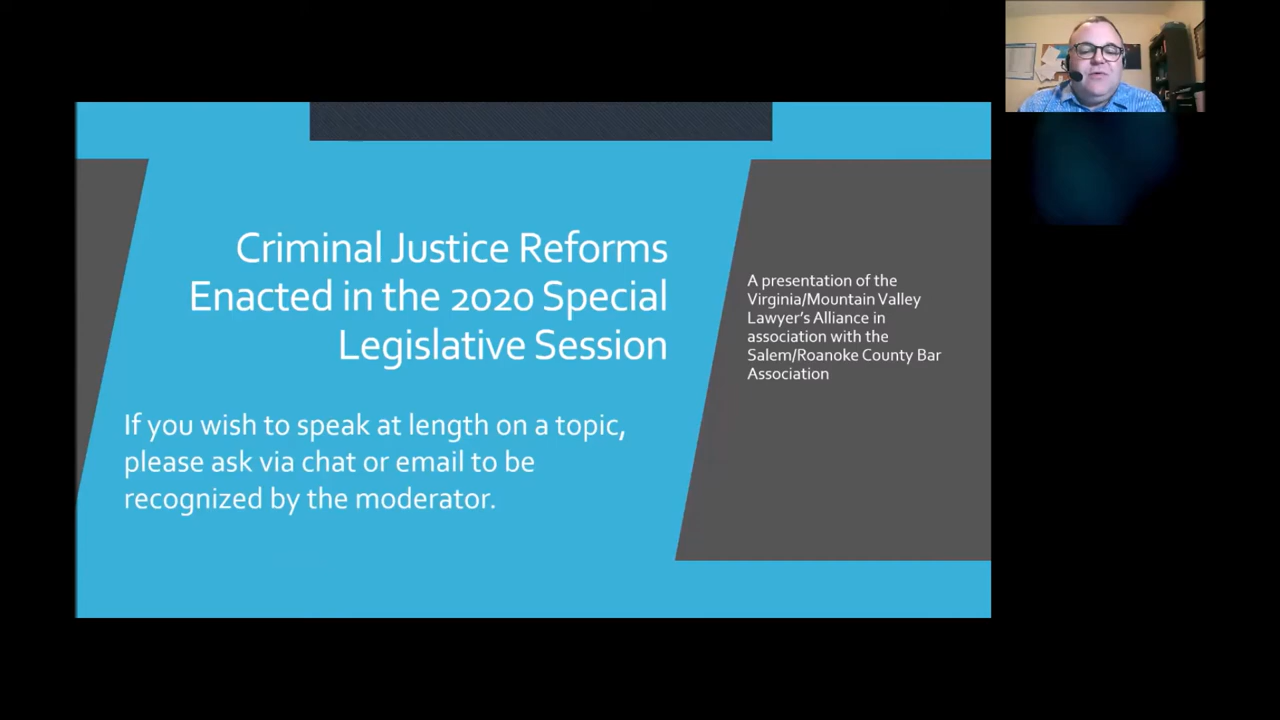 Criminal Justice Reforms
Enacted in the 2020 Special
Legislative Session
If you wish to speak at length on a topic,
please ask via chat or email to be
recognized by the moderator.
A presentation of the
Virginia/Mountain Valley
Lawyer's Alliance in
association with the
Salem/Roanoke County Bar
Association